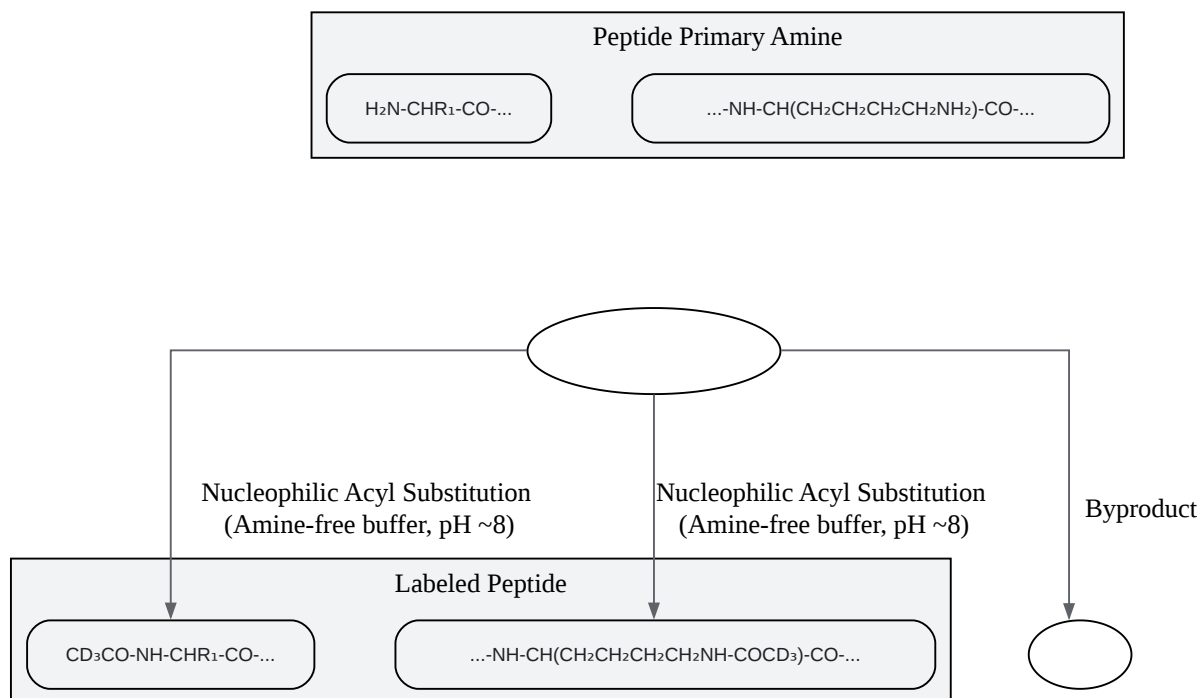 Peptide Primary Amine
H₂N-CHR₁-CO-...
...-NH-CH(CH₂CH₂CH₂CH₂NH₂)-CO-...
Nucleophilic Acyl Substitution
(Amine-free buffer, pH ~8)
Nucleophilic Acyl Substitution
(Amine-free buffer, pH ~8)
Byproduct
Labeled Peptide
CD₃CO-NH-CHR₁-CO-...
...-NH-CH(CH₂CH₂CH₂CH₂NH-COCD₃)-CO-...